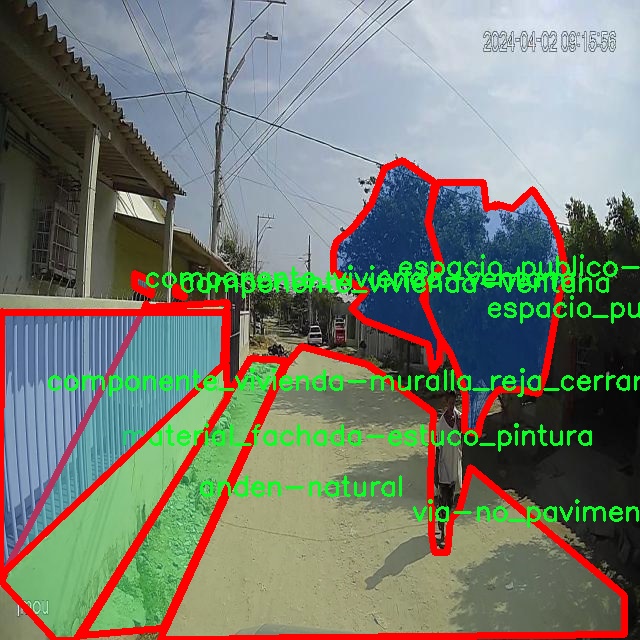 2024-04-02 09:15:56
espacio_publico-
componente_vivienda-ventana
espacio_pu
componente_vivienda-muralla_reja_cerram
material_fachada-estuco_pintura
anden-natural
via-no_pavimen